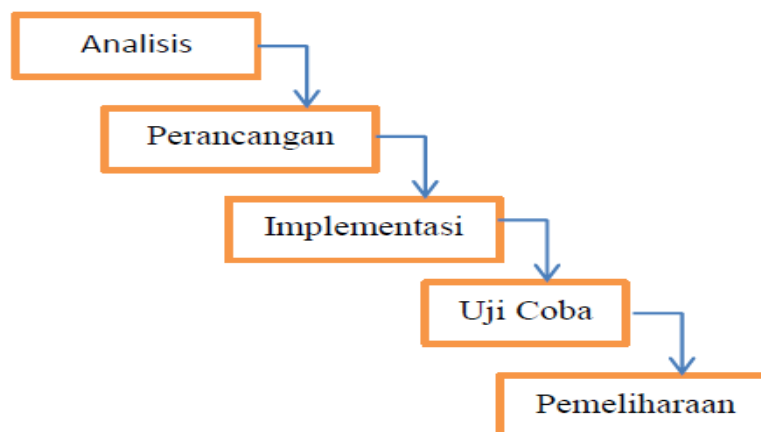 Analisis
Perancangan
Implementasi
Uji Coba
Pemeliharaan